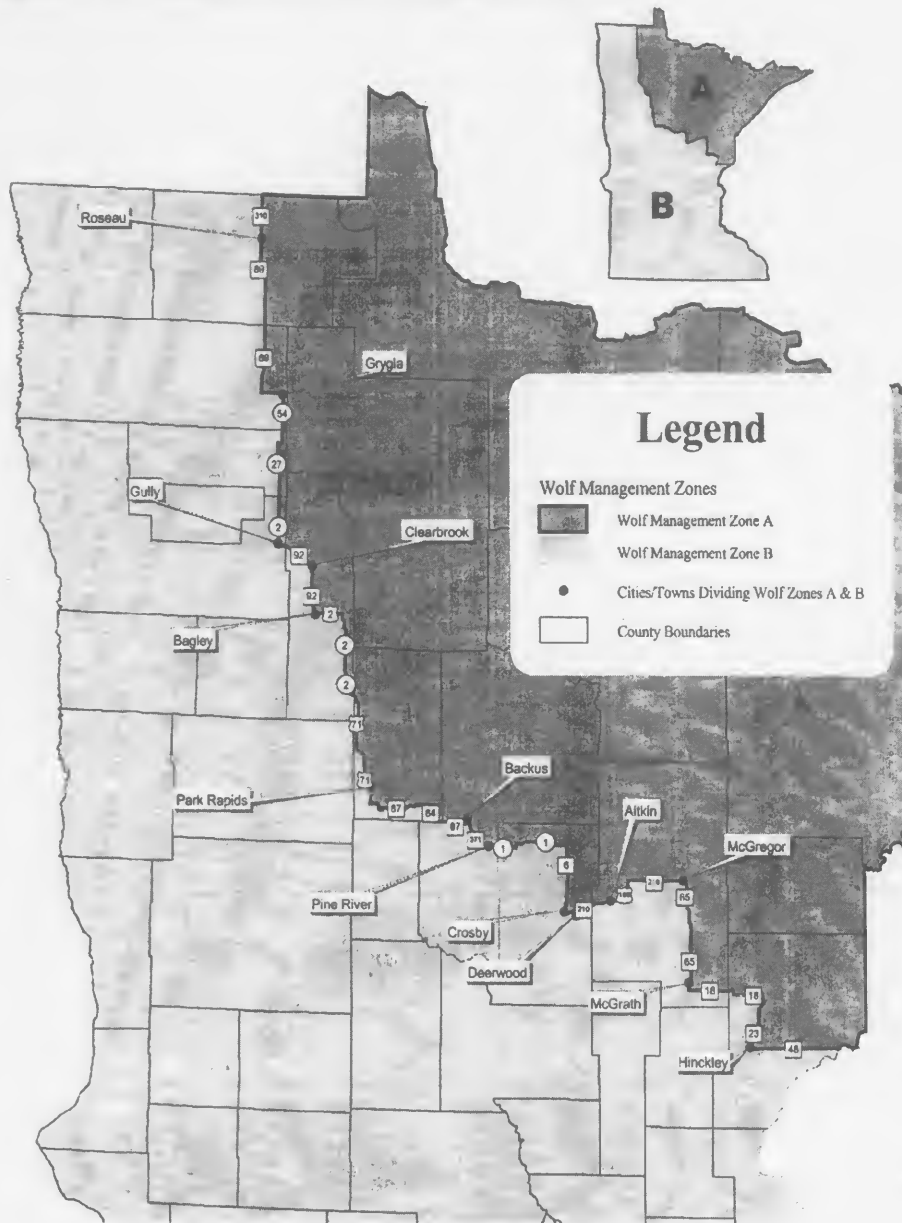 A
B
310
Roseau
89
89
Grygla
54
27
Gully
2
Clearbrook
92
92
2
Bagley
2
2
71
71
Park Rapids
87
64
87
Backus
371
1
1
Pine River
6
Aitkin
McGregor
210
65
Crosby
Deerwood
65
McGrath
18
18
23
Hinckley
48
Legend
Wolf Management Zones
Wolf Management Zone A
Wolf Management Zone B
Cities/Towns Dividing Wolf Zones A & B
County Boundaries